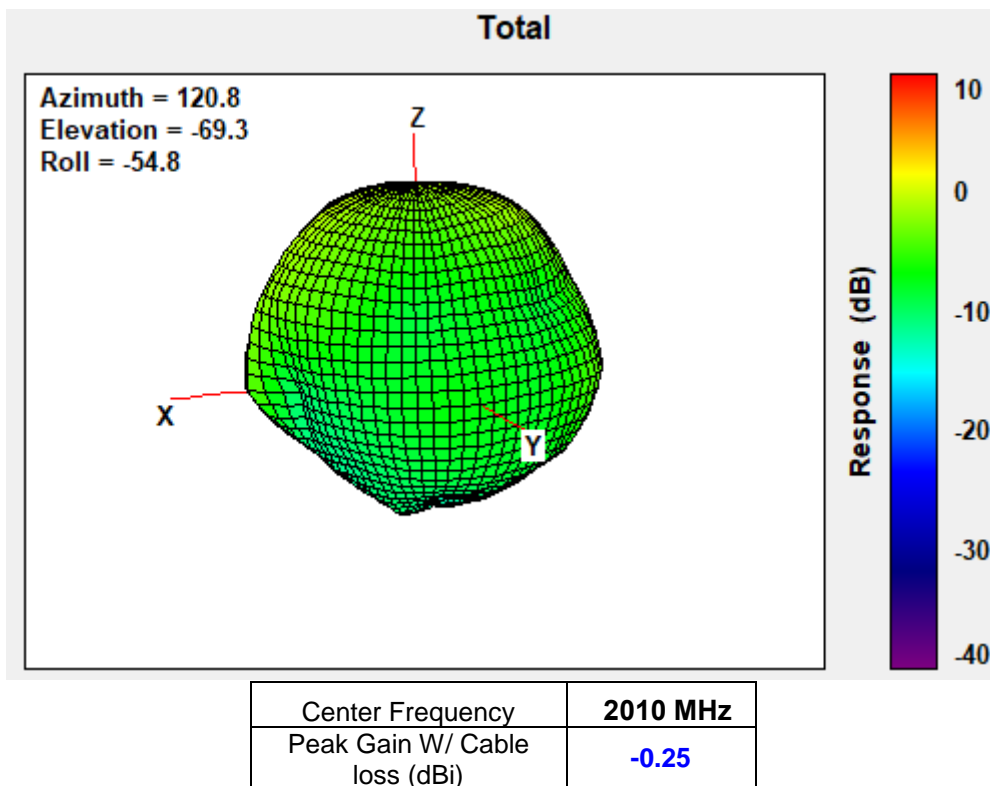 Total
Azimuth = 120.8
Elevation = -69.3
Roll = -54.8
Z
X
Y
10
0
-10
-20
-30
-40
Response (dB)
Center Frequency 2010 MHz
Peak Gain W/ Cable
loss (dBi) -0.25